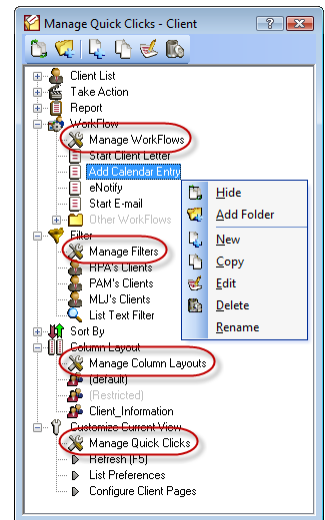 Manage Quick Clicks - Client
Client List
Take Action
Report
WorkFlow
Manage WorkFlows
Start Client Letter
Add Calendar Entry
eNotify
Start E-mail
Other WorkFlows
Filter
Manage Filters
RPA's Clients
PAM's Clients
MLJ's Clients
List Text Filter
Sort By
Column Layout
Manage Column Layouts
(default)
(Restricted)
Client_Information
Customize Current View
Manage Quick Clicks
Refresh (F5)
List Preferences
Configure Client Pages
Hide
Add Folder
New
Copy
Edit
Delete
Rename